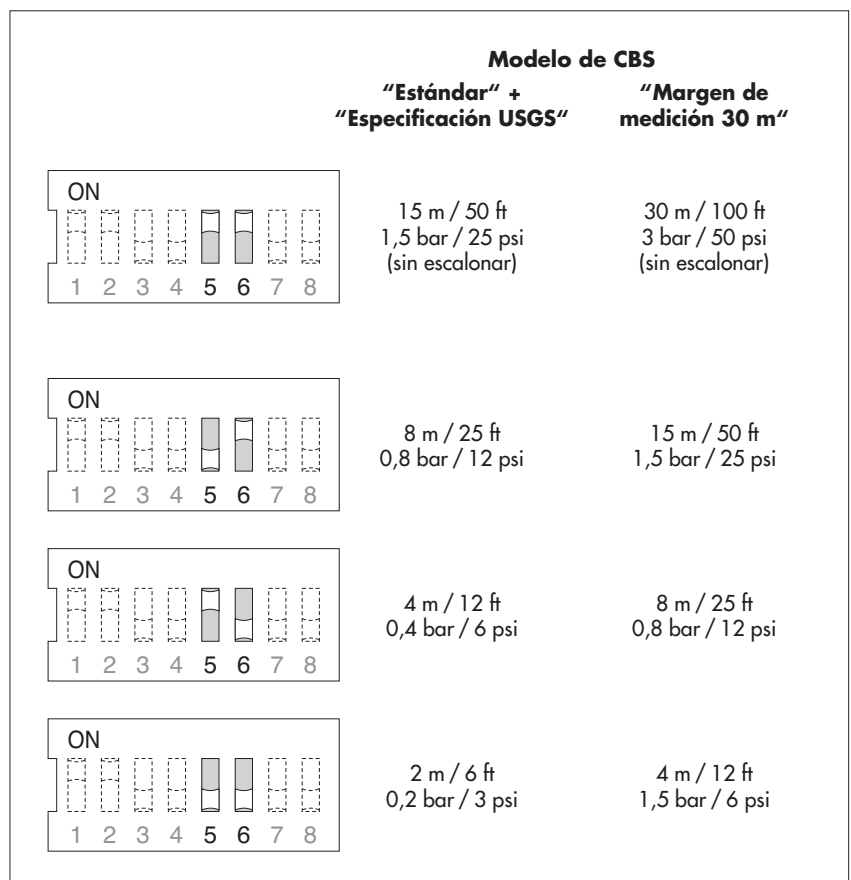 Modelo de CBS
“Estándar“ +
“Especificación USGS“
“Margen de
medición 30 m“
ON
1 2 3 4 5 6 7 8
15 m / 50 ft
1,5 bar / 25 psi
(sin escalonar)
30 m / 100 ft
3 bar / 50 psi
(sin escalonar)
ON
1 2 3 4 5 6 7 8
8 m / 25 ft
0,8 bar / 12 psi
15 m / 50 ft
1,5 bar / 25 psi
ON
1 2 3 4 5 6 7 8
4 m / 12 ft
0,4 bar / 6 psi
8 m / 25 ft
0,8 bar / 12 psi
ON
1 2 3 4 5 6 7 8
2 m / 6 ft
0,2 bar / 3 psi
4 m / 12 ft
1,5 bar / 6 psi